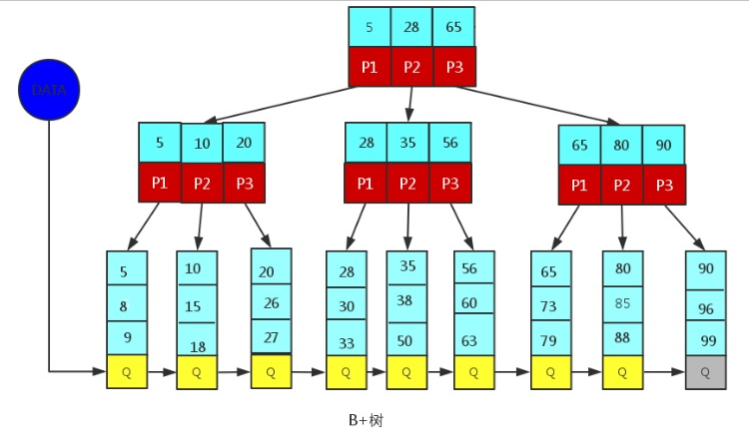 5 28 65
P1 P2 P3
DATA
5 10 20
P1 P2 P3
28 35 56
P1 P2 P3
65 80 90
P1 P2 P3
5 10 20 28 35 56 65 80 90
8 15 26 30 38 60 73 85 96
9 18 27 33 50 63 79 88 99
Q Q Q Q Q Q Q Q Q
B+树